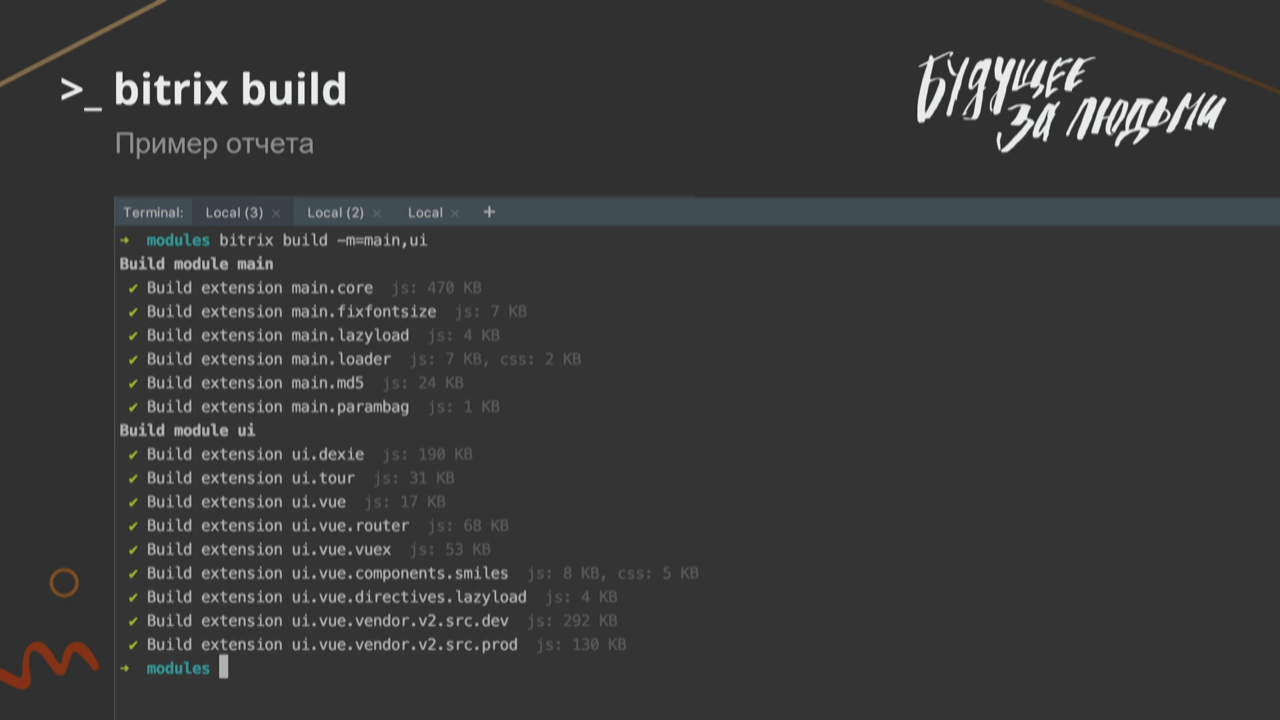 >_ bitrix build
Пример отчета
БУДУЩЕЕ
ЗА ЛЮДЬМИ
Terminal: Local (3) × Local (2) × Local × +
→ modules bitrix build -m=main,ui
Build module main
✔ Build extension main.core js: 470 KB
✔ Build extension main.fixfontsize js: 7 KB
✔ Build extension main.lazyload js: 4 KB
✔ Build extension main.loader js: 7 KB, css: 2 KB
✔ Build extension main.md5 js: 24 KB
✔ Build extension main.parambag js: 1 KB
Build module ui
✔ Build extension ui.dexie js: 190 KB
✔ Build extension ui.tour js: 31 KB
✔ Build extension ui.vue js: 17 KB
✔ Build extension ui.vue.router js: 68 KB
✔ Build extension ui.vue.vuex js: 53 KB
✔ Build extension ui.vue.components.smiles js: 8 KB, css: 5 KB
✔ Build extension ui.vue.directives.lazyload js: 4 KB
✔ Build extension ui.vue.vendor.v2.src.dev js: 292 KB
✔ Build extension ui.vue.vendor.v2.src.prod js: 130 KB
→ modules